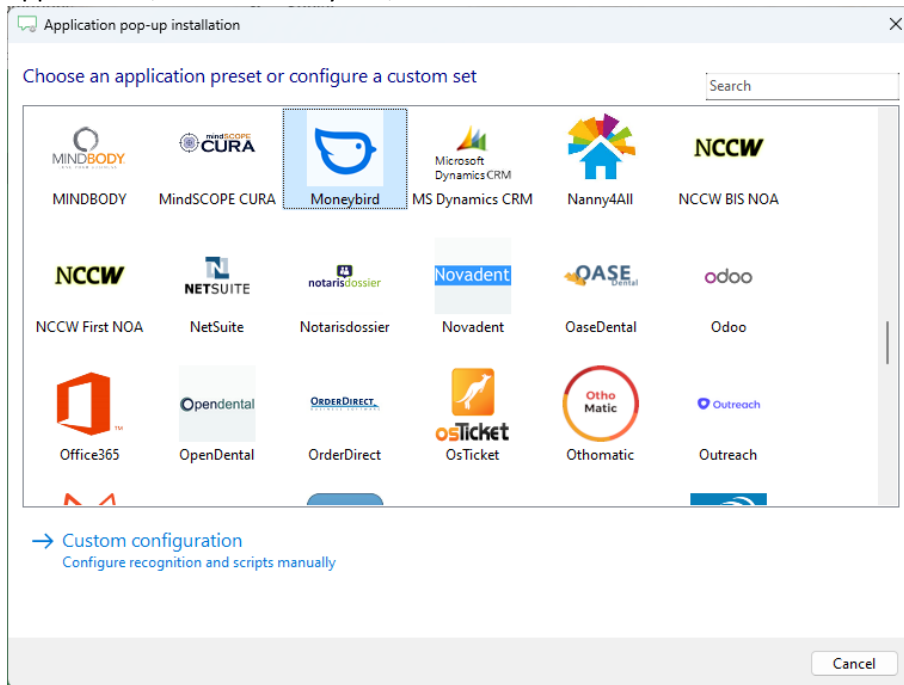 Application pop-up installation
Choose an application preset or configure a custom set
Search
MINDBODY
mindSCOPE
CURA
Microsoft
Dynamics CRM
NCCW
MINDBODY
MindSCOPE CURA
Moneybird
MS Dynamics CRM
Nanny4All
NCCW BIS NOA
NCCW
NETSUITE
notarisdossier
Novadent
OASE
Dental
odoo
NCCW First NOA
NetSuite
Notarisdossier
Novadent
OaseDental
Odoo
TM
Opendental
ORDERDIRECT
osTicket
Otho
Matic
Outreach
Office365
OpenDental
OrderDirect
OsTicket
Othomatic
Outreach
Custom configuration
Configure recognition and scripts manually
Cancel